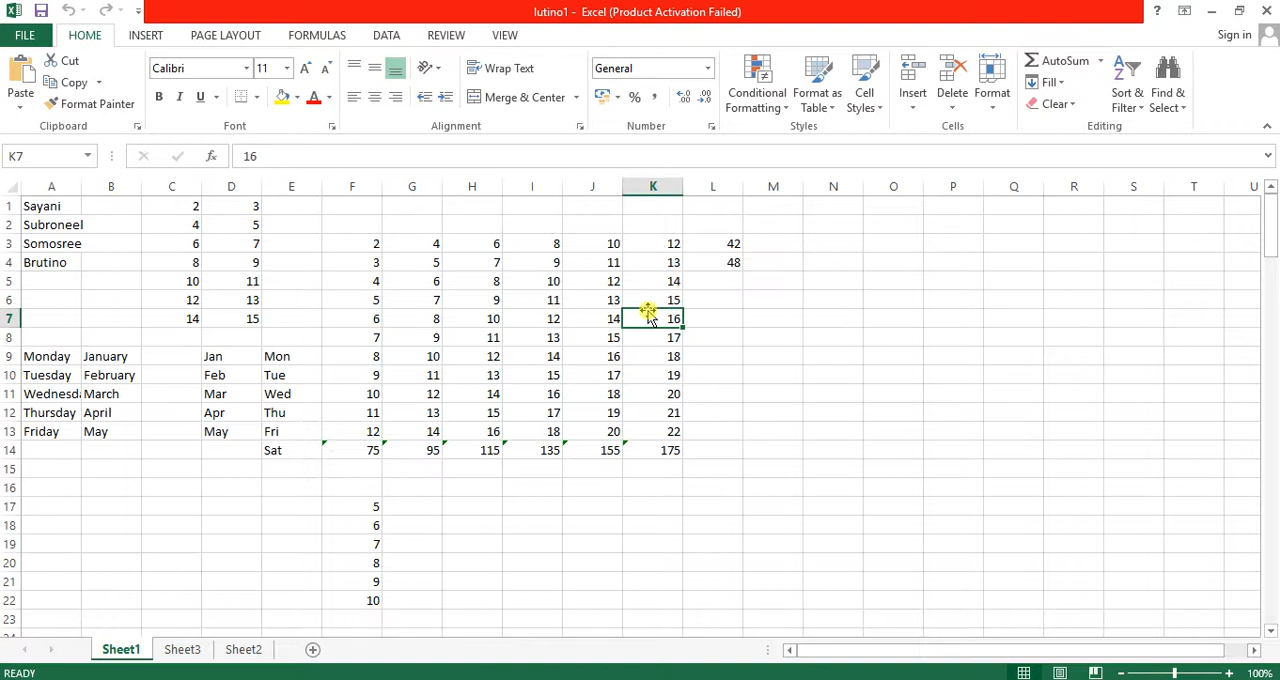 lutino1 - Excel (Product Activation Failed)
FILE HOME INSERT PAGE LAYOUT FORMULAS DATA REVIEW VIEW Sign in
Paste Cut Copy Format Painter Clipboard
Calibri 11 B I U A Font
Wrap Text Merge & Center Alignment
General % , Number
Conditional Formatting Format as Table Cell Styles Styles
Insert Delete Format Cells
AutoSum Fill Clear Sort & Filter Find & Select Editing
K7 fx 16
A B C D E F G H I J K L M N O P Q R S T U
1 Sayani 2 3
2 Subroneel 4 5
3 Somosree 6 7 2 4 6 8 10 12 42
4 Brutino 8 9 3 5 7 9 11 13 48
5 10 11 4 6 8 10 12 14
6 12 13 5 7 9 11 13 15
7 14 15 6 8 10 12 14 16
8 7 9 11 13 15 17
9 Monday January Jan Mon 8 10 12 14 16 18
10 Tuesday February Feb Tue 9 11 13 15 17 19
11 Wednesda March Mar Wed 10 12 14 16 18 20
12 Thursday April Apr Thu 11 13 15 17 19 21
13 Friday May May Fri 12 14 16 18 20 22
14 Sat 75 95 115 135 155 175
15
16
17 5
18 6
19 7
20 8
21 9
22 10
23
Sheet1 Sheet3 Sheet2
READY 100%